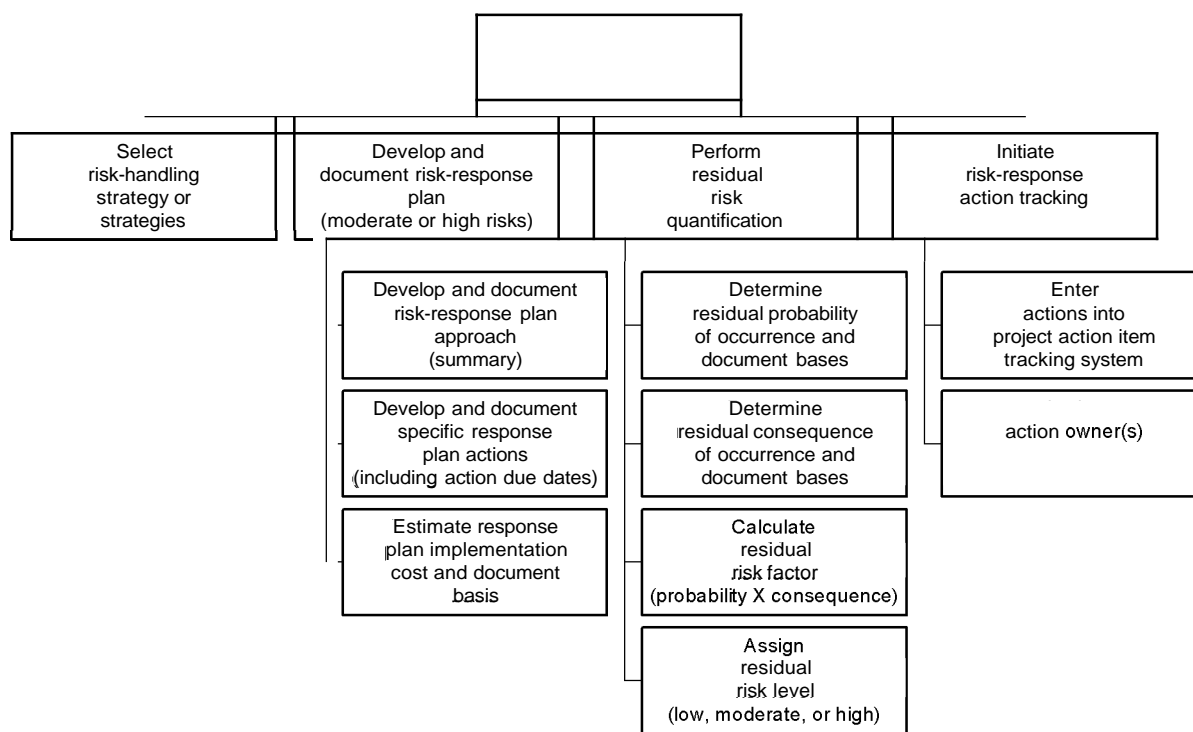 Select
risk-handling
strategy or
strategies
Develop and
document risk-response
plan
(moderate or high risks)
Perform
residual
risk
quantification
Initiate
risk-response
action tracking
Develop and document
risk-response plan
approach
(summary)
Develop and document
specific response
plan actions
(including action due dates)
Estimate response
plan implementation
cost and document
basis
Determine
residual probability
of occurrence and
document bases
Determine
residual consequence
of occurrence and
document bases
Calculate
residual
risk factor
(probability X consequence)
Assign
residual
risk level
(low, moderate, or high)
Enter
actions into
project action item
tracking system
action owner(s)